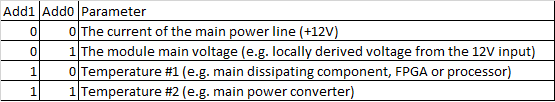 Add1 Add0 Parameter
0 0 The current of the main power line (+12V)
0 1 The module main voltage (e.g. locally derived voltage from the 12V input)
1 0 Temperature #1 (e.g. main dissipating component, FPGA or processor)
1 1 Temperature #2 (e.g. main power converter)